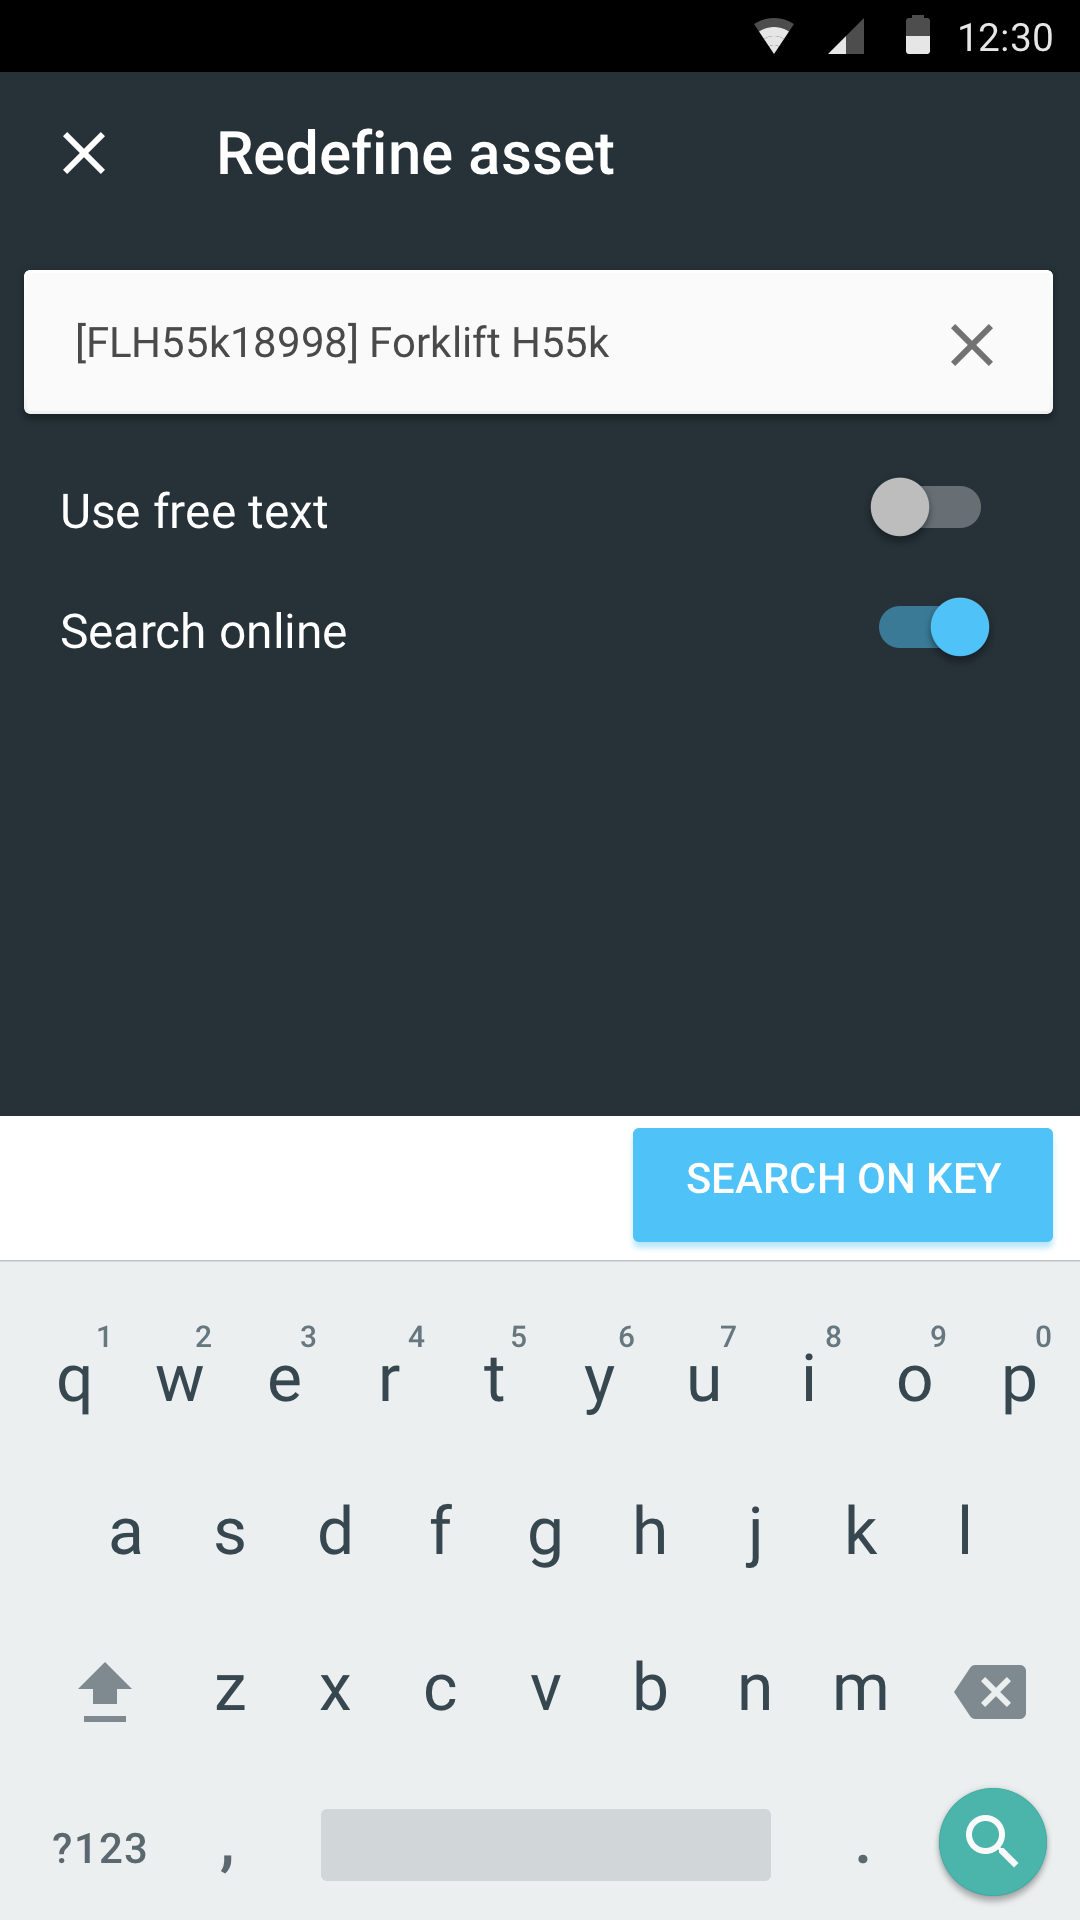 12:30
Redefine asset
[FLH55k18998] Forklift H55k
Use free text
Search online
SEARCH ON KEY
1 2 3 4 5 6 7 8 9 0
q w e r t y u i o p
a s d f g h j k l
z x c v b n m
?123 , .